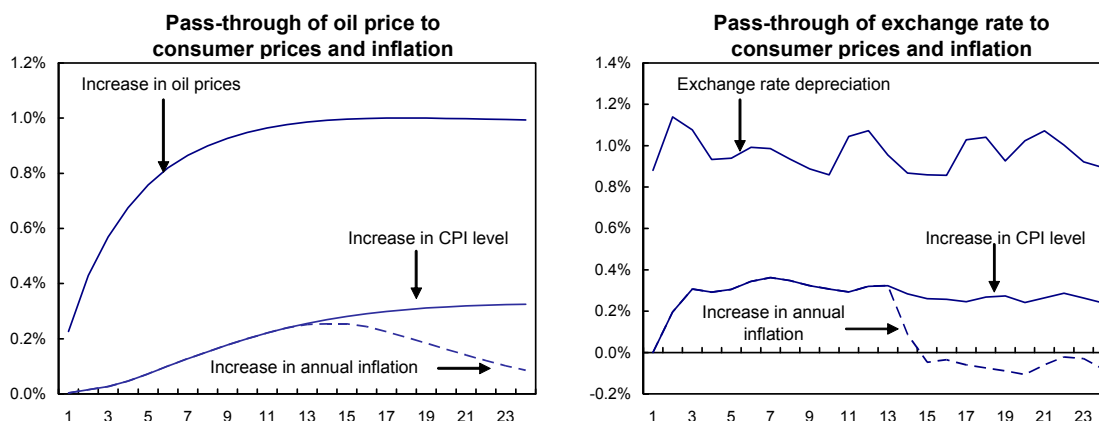 Pass-through of oil price to
consumer prices and inflation
1.2%
1.0%
0.8%
0.6%
0.4%
0.2%
0.0%
Increase in oil prices
Increase in CPI level
Increase in annual inflation
1 3 5 7 9 11 13 15 17 19 21 23
Pass-through of exchange rate to
consumer prices and inflation
1.4%
1.2%
1.0%
0.8%
0.6%
0.4%
0.2%
0.0%
-0.2%
Exchange rate depreciation
Increase in CPI level
Increase in annual
inflation
1 3 5 7 9 11 13 15 17 19 21 23